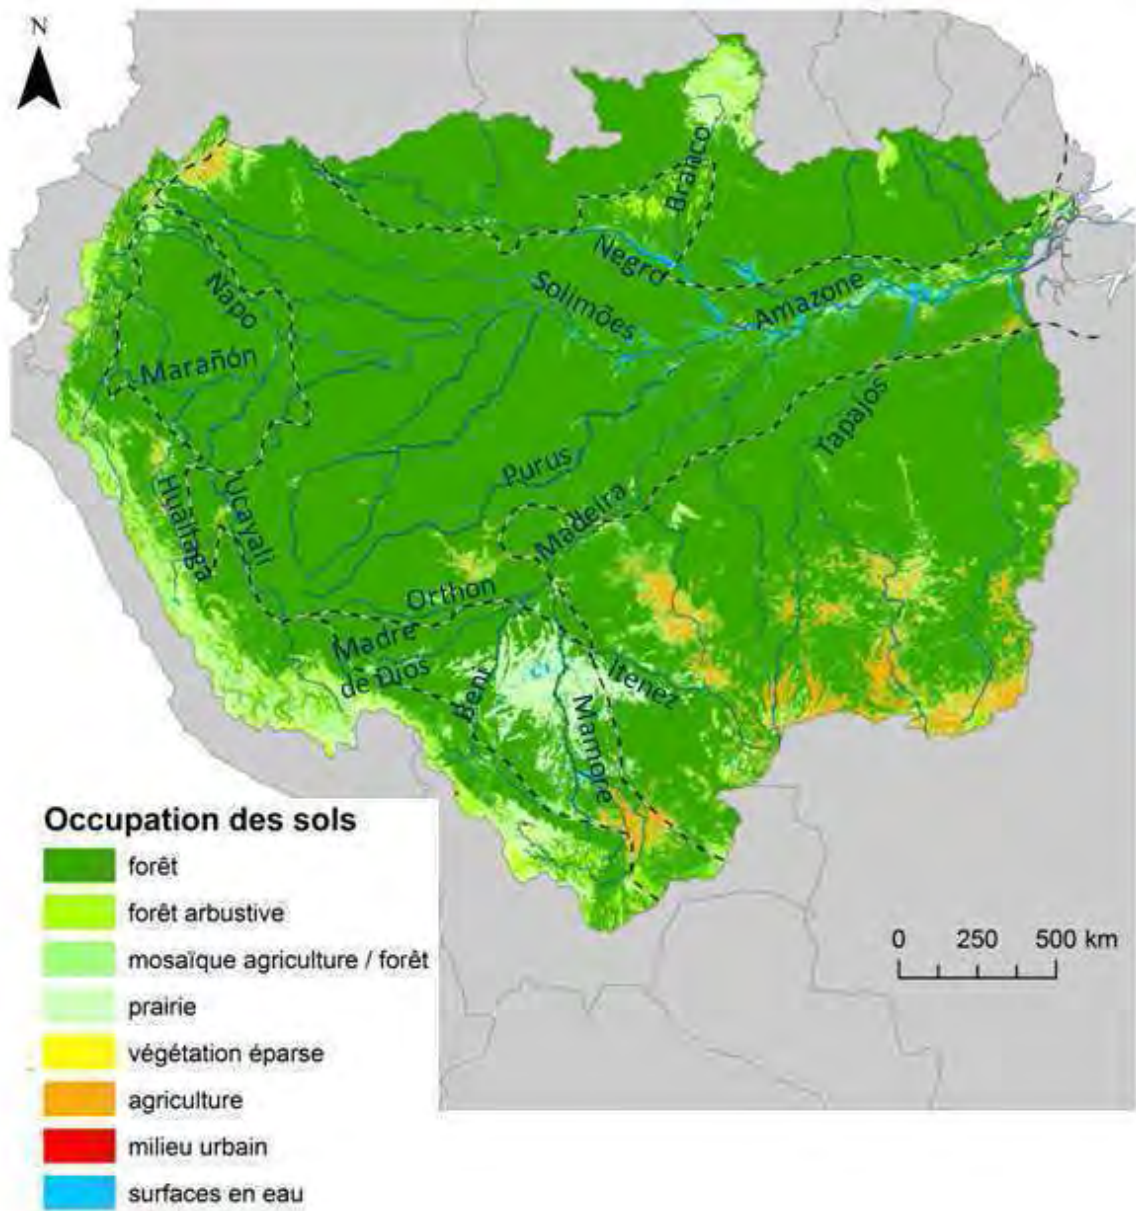 N
Branco
Negro
Napo
Solimões
Amazone
Marañón
Tapajos
Purus
Huallaga
Ucayali
Madeira
Orthon
Madre
de Dios
Beni
Itenez
Mamore
Occupation des sols
forêt
forêt arbustive
mosaïque agriculture / forêt
prairie
végétation éparse
agriculture
milieu urbain
surfaces en eau
0 250 500 km